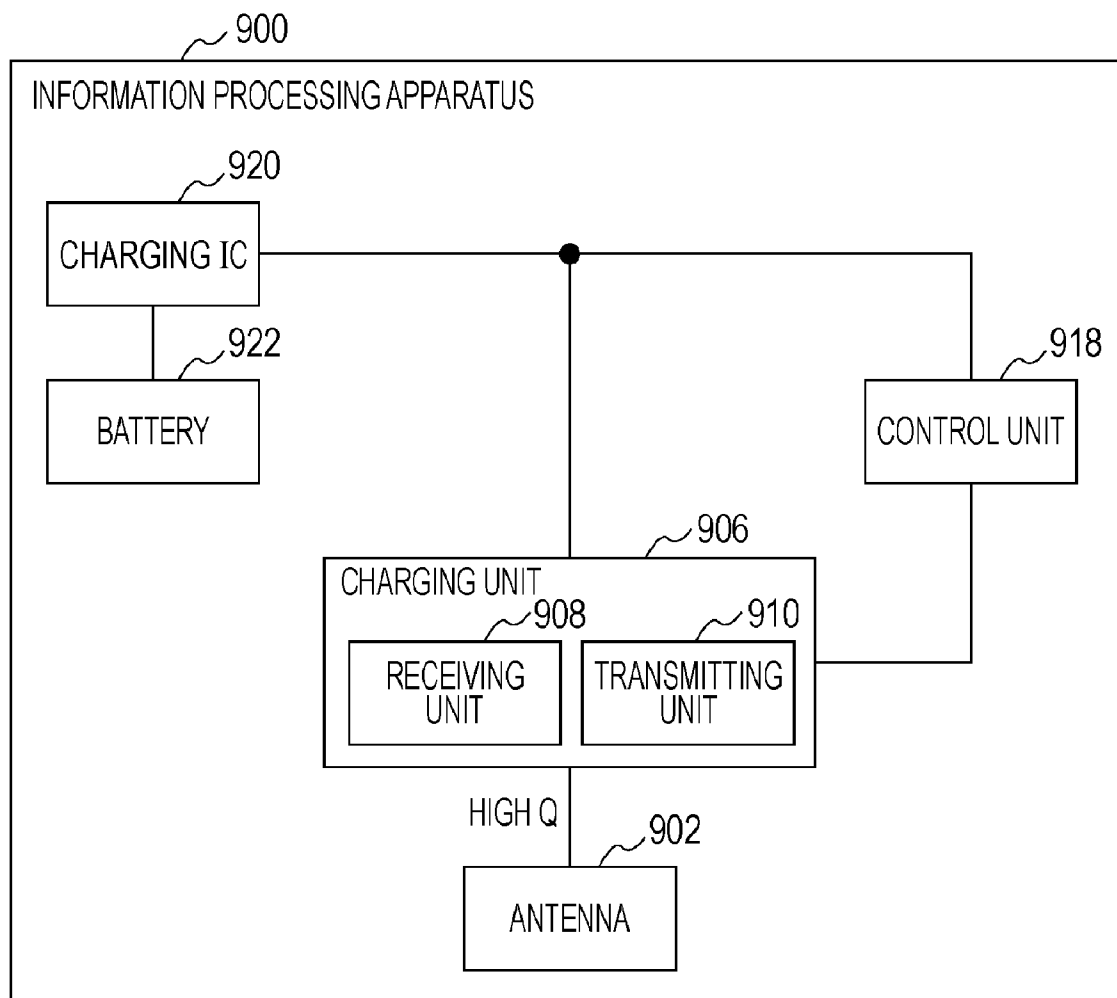 900
INFORMATION PROCESSING APPARATUS
920
CHARGING IC
922
BATTERY
918
CONTROL UNIT
906
CHARGING UNIT
908
RECEIVING
UNIT
910
TRANSMITTING
UNIT
HIGH Q
902
ANTENNA